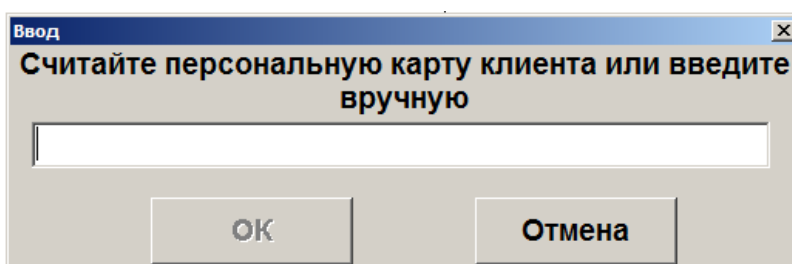 Ввод
Считайте персональную карту клиента или введите
вручную
ОК
Отмена